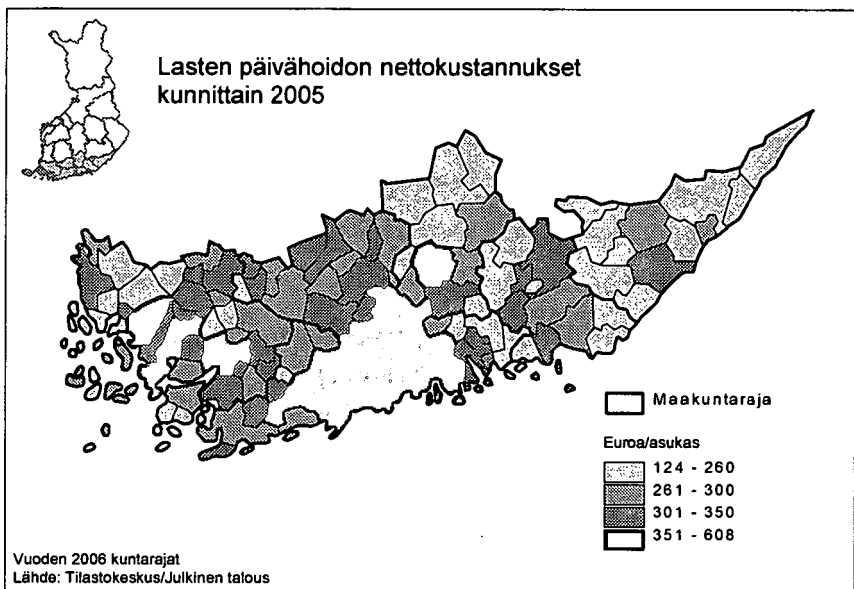 Lasten päivähoidon nettokustannukset
kunnittain 2005
Maakuntaraja
Euroa/asukas
124 - 260
261 - 300
301 - 350
351 - 608
Vuoden 2006 kuntarajat
Lähde: Tilastokeskus/Julkinen talous